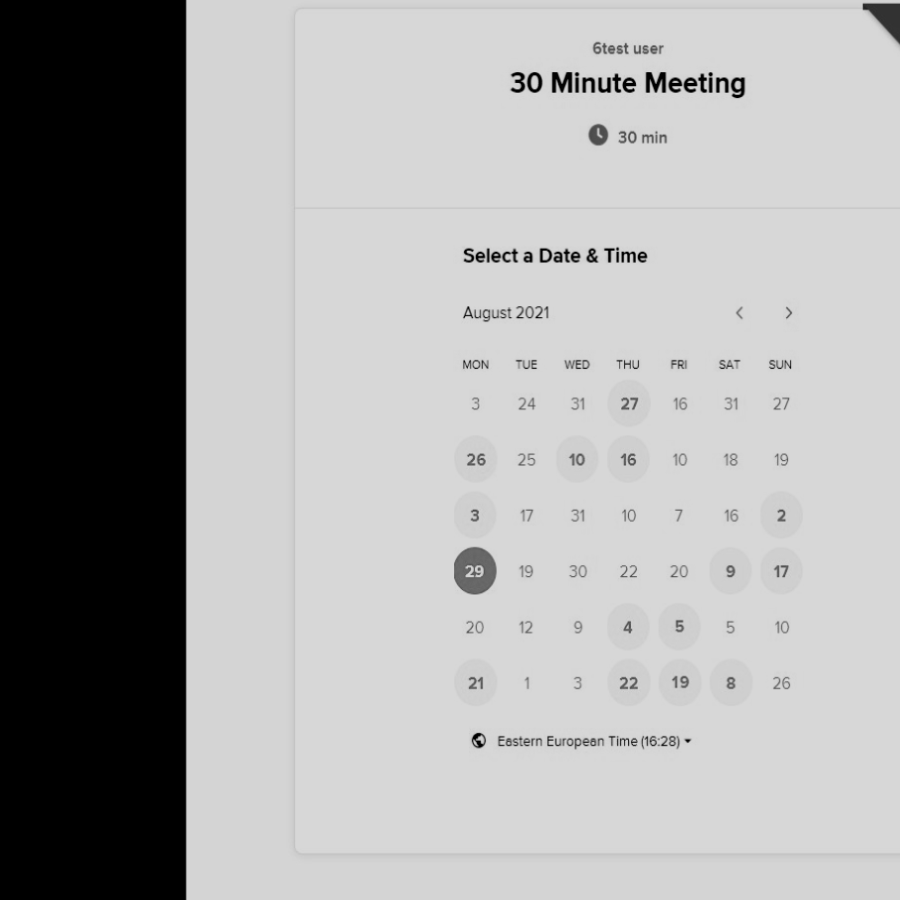 6test user
30 Minute Meeting
30 min
Select a Date & Time
August 2021
MON TUE WED THU FRI SAT SUN
3 24 31 27 16 31 27
26 25 10 16 10 18 19
3 17 31 10 7 16 2
29 19 30 22 20 9 17
20 12 9 4 5 5 10
21 1 3 22 19 8 26
Eastern European Time (16:28)